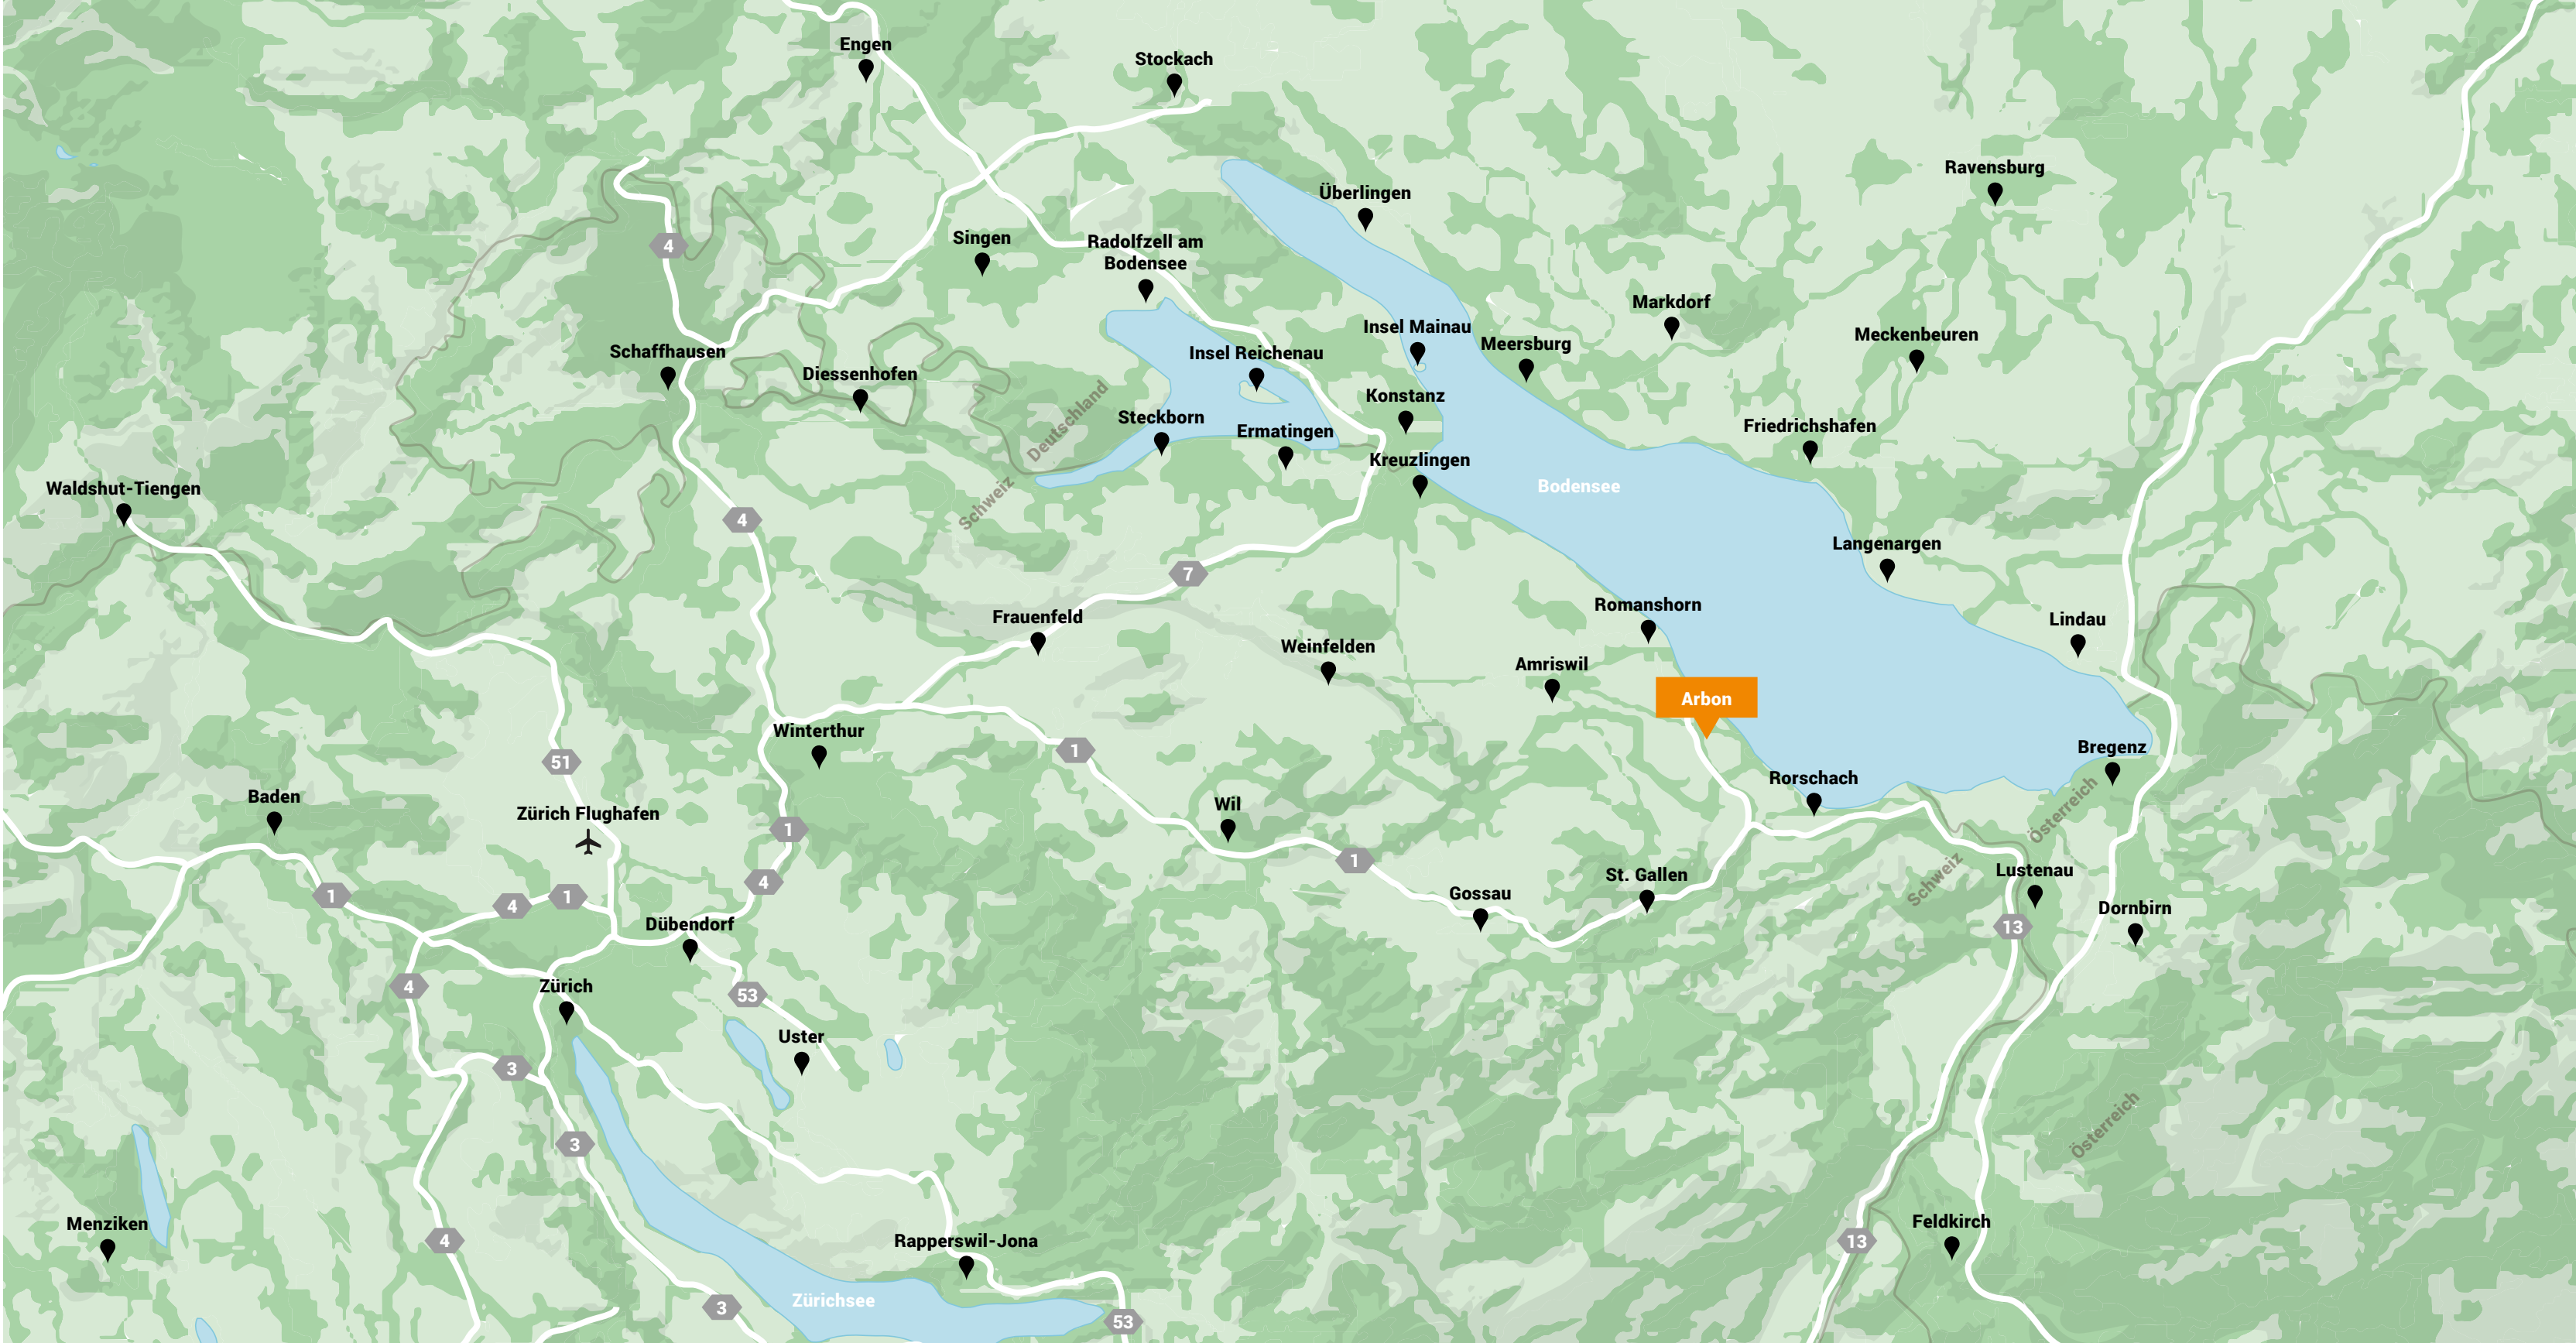 Engen
Stockach
Ravensburg
Überlingen
4
Singen
Radolfzell am
Bodensee
Markdorf
Insel Mainau
Meersburg
Meckenbeuren
Schaffhausen
Insel Reichenau
Diessenhofen
Konstanz
Deutschland
Steckborn
Ermatingen
Friedrichshafen
Kreuzlingen
Waldshut-Tiengen
Bodensee
Schweiz
4
Langenargen
7
Romanshorn
Frauenfeld
Lindau
Weinfelden
Amriswil
Arbon
Winterthur
1
Bregenz
51
Rorschach
Baden
Wil
Zürich Flughafen
Österreich
1
1
Lustenau
St. Gallen
Schweiz
4
Gossau
1
4
1
Dornbirn
Dübendorf
13
4
Zürich
53
Uster
3
Österreich
3
Menziken
Feldkirch
4
Rapperswil-Jona
13
Zürichsee
3
53